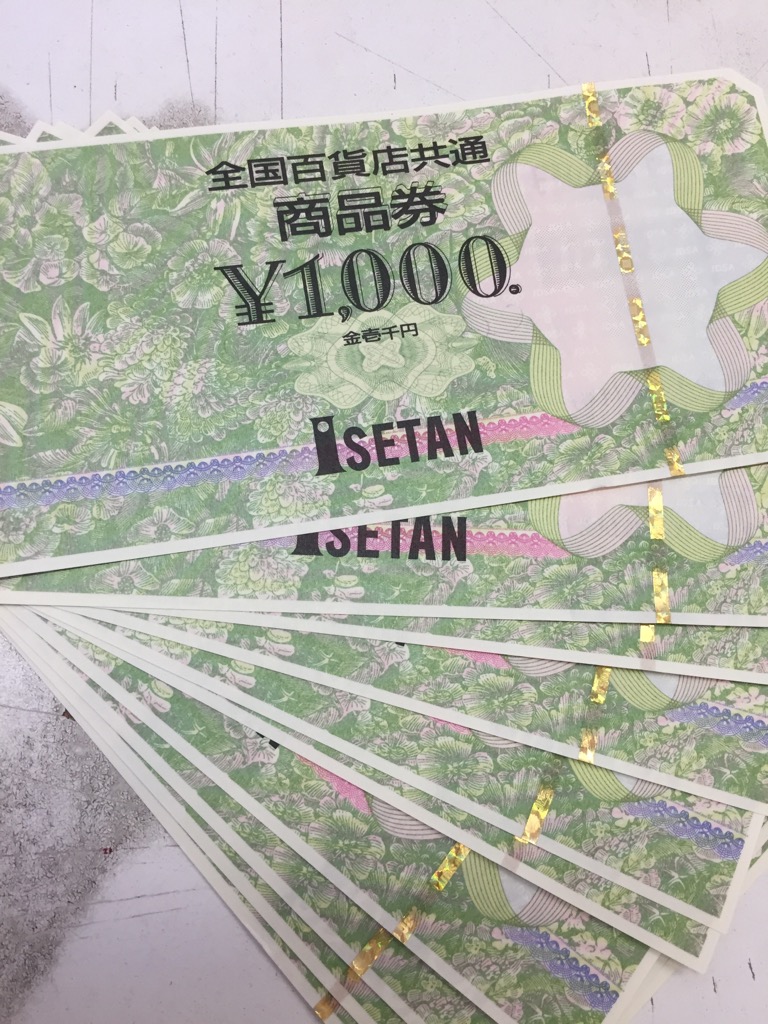 全国百貨店共通
商品券
¥1,000.
金壱千円
ISETAN
ISETAN